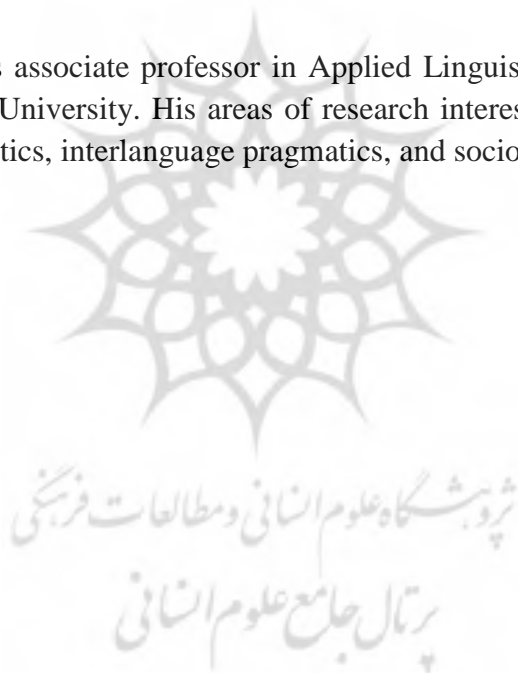 s associate professor in Applied Linguis
University. His areas of research interes
tics, interlanguage pragmatics, and socio
پژوهشگاه علوم انسانی و مطالعات فرهنگی
پرتال جامع علوم انسانی